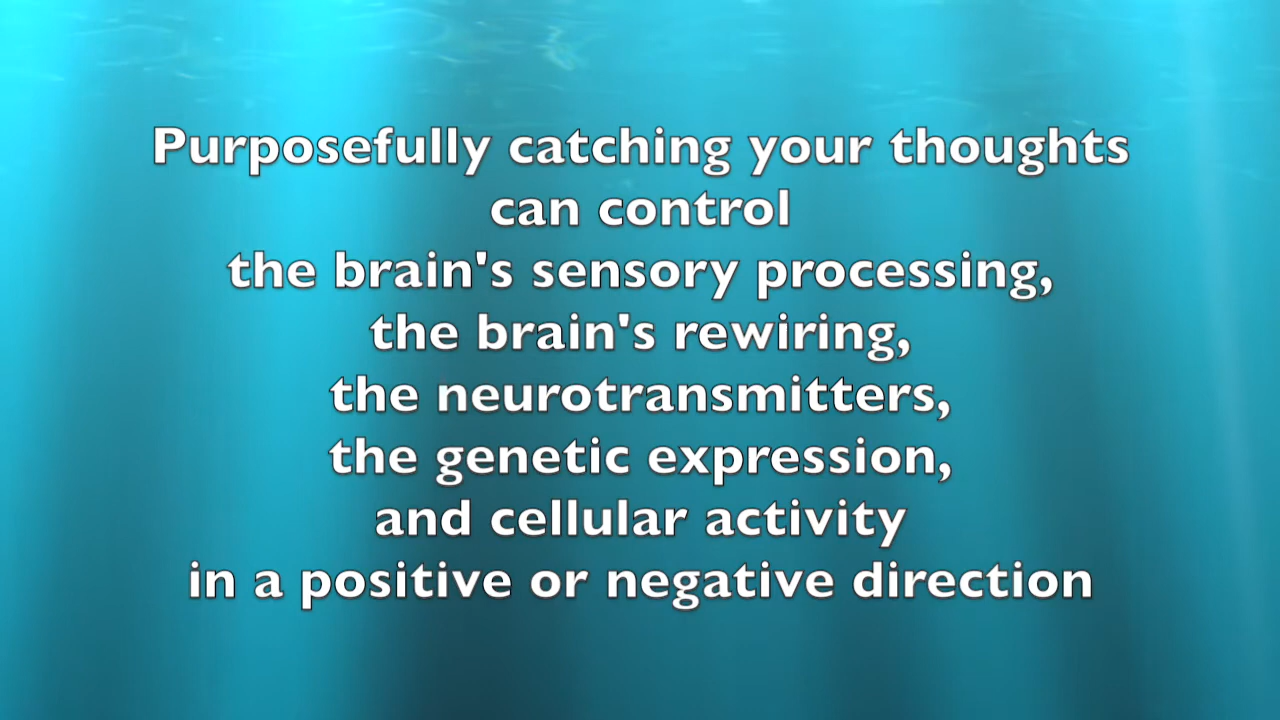 Purposefully catching your thoughts
can control
the brain's sensory processing,
the brain's rewiring,
the neurotransmitters,
the genetic expression,
and cellular activity
in a positive or negative direction